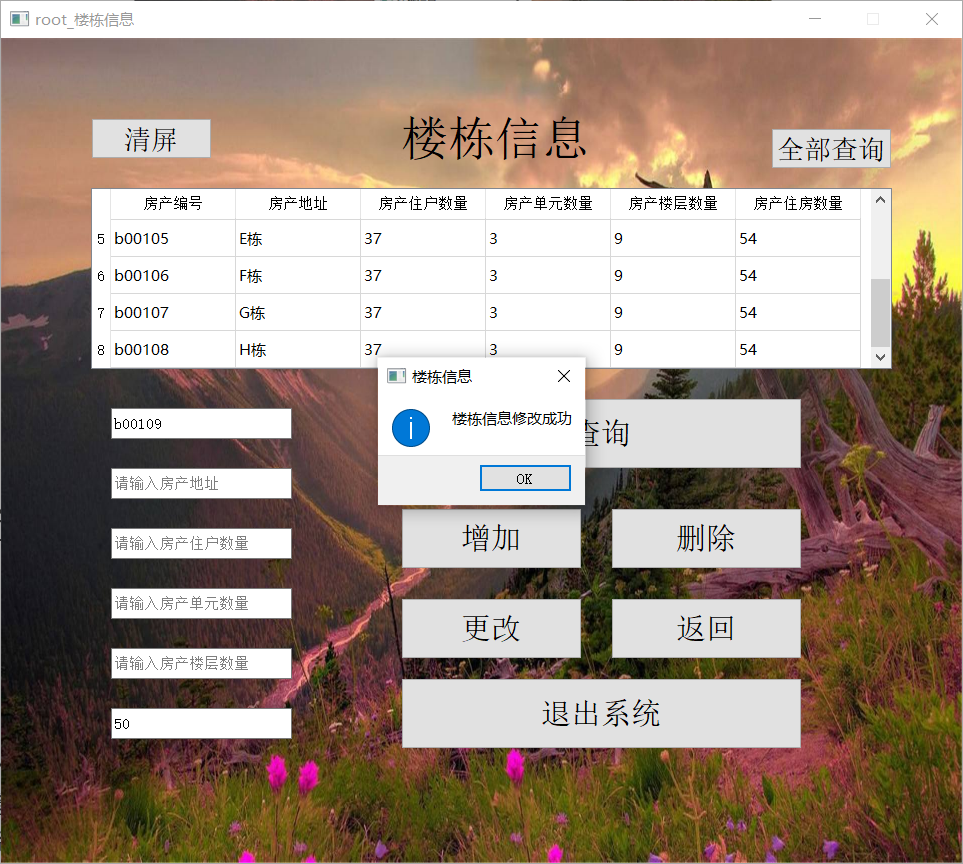 root_楼栋信息
清屏
楼栋信息
全部查询
房产编号 房产地址 房产住户数量 房产单元数量 房产楼层数量 房产住房数量
5 b00105 E栋 37 3 9 54
6 b00106 F栋 37 3 9 54
7 b00107 G栋 37 3 9 54
8 b00108 H栋 37 3 9 54
楼栋信息
楼栋信息修改成功
OK
b00109
查询
请输入房产地址
请输入房产住户数量
增加
删除
请输入房产单元数量
更改
返回
请输入房产楼层数量
50
退出系统